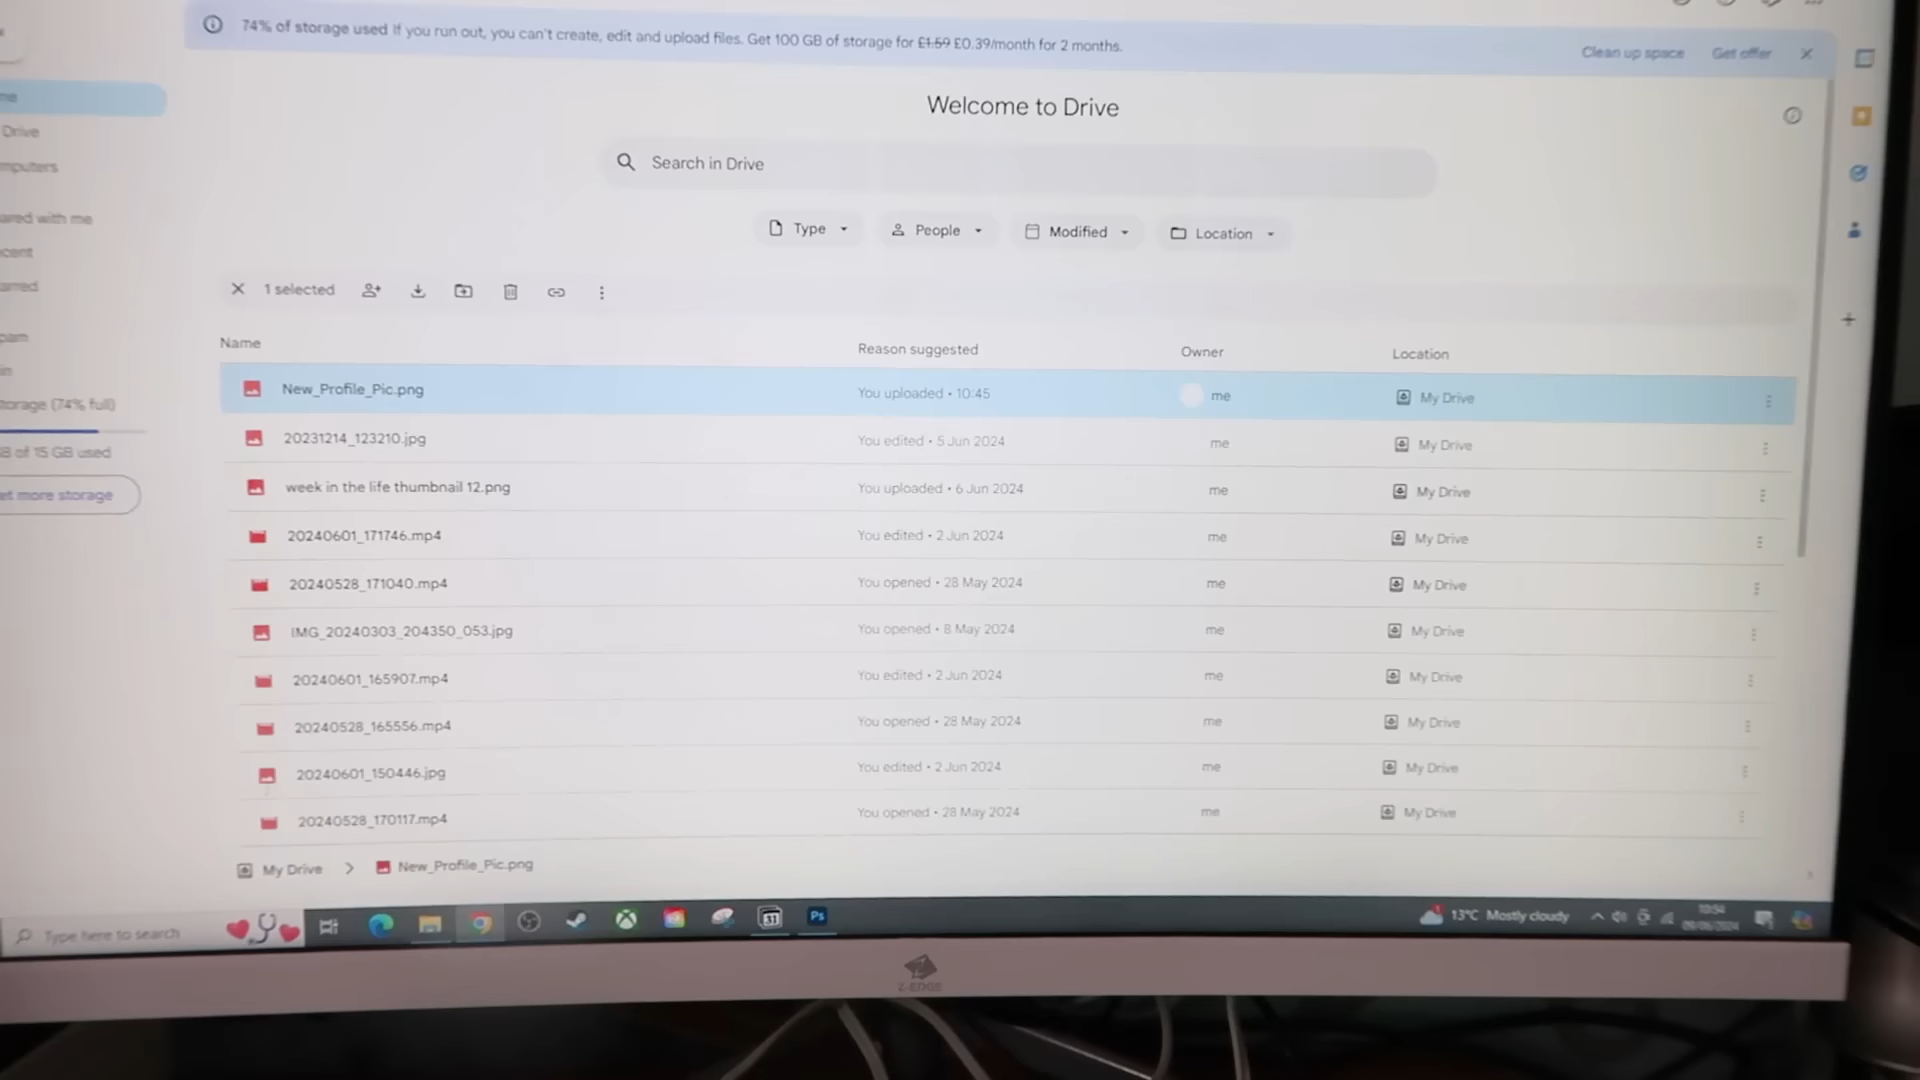 74% of storage used If you run out, you can't create, edit and upload files. Get 100 GB of storage for £1.59 £0.39/month for 2 months.
Clean up space
Get offer
Welcome to Drive
Drive
Search in Drive
Type
People
Modified
Location
with me
1 selected
Name
Reason suggested
Owner
Location
New_Profile_Pic.png
You uploaded • 10:45
me
My Drive
20231214_123210.jpg
You edited • 5 Jun 2024
me
My Drive
(74% full)
of 15 GB used
week in the life thumbnail 12.png
You uploaded • 6 Jun 2024
me
My Drive
more storage
20240601_171746.mp4
You edited • 2 Jun 2024
me
My Drive
20240528_171040.mp4
You opened • 28 May 2024
me
My Drive
IMG_20240303_204350_053.jpg
You opened • 8 May 2024
me
My Drive
20240601_165907.mp4
You edited • 2 Jun 2024
me
My Drive
20240528_165556.mp4
You opened • 28 May 2024
me
My Drive
20240601_150446.jpg
You edited • 2 Jun 2024
me
My Drive
20240528_170117.mp4
You opened • 28 May 2024
me
My Drive
My Drive > New_Profile_Pic.png
Type here to search
31
Ps
13°C Mostly cloudy
10:54
Z-EDGE